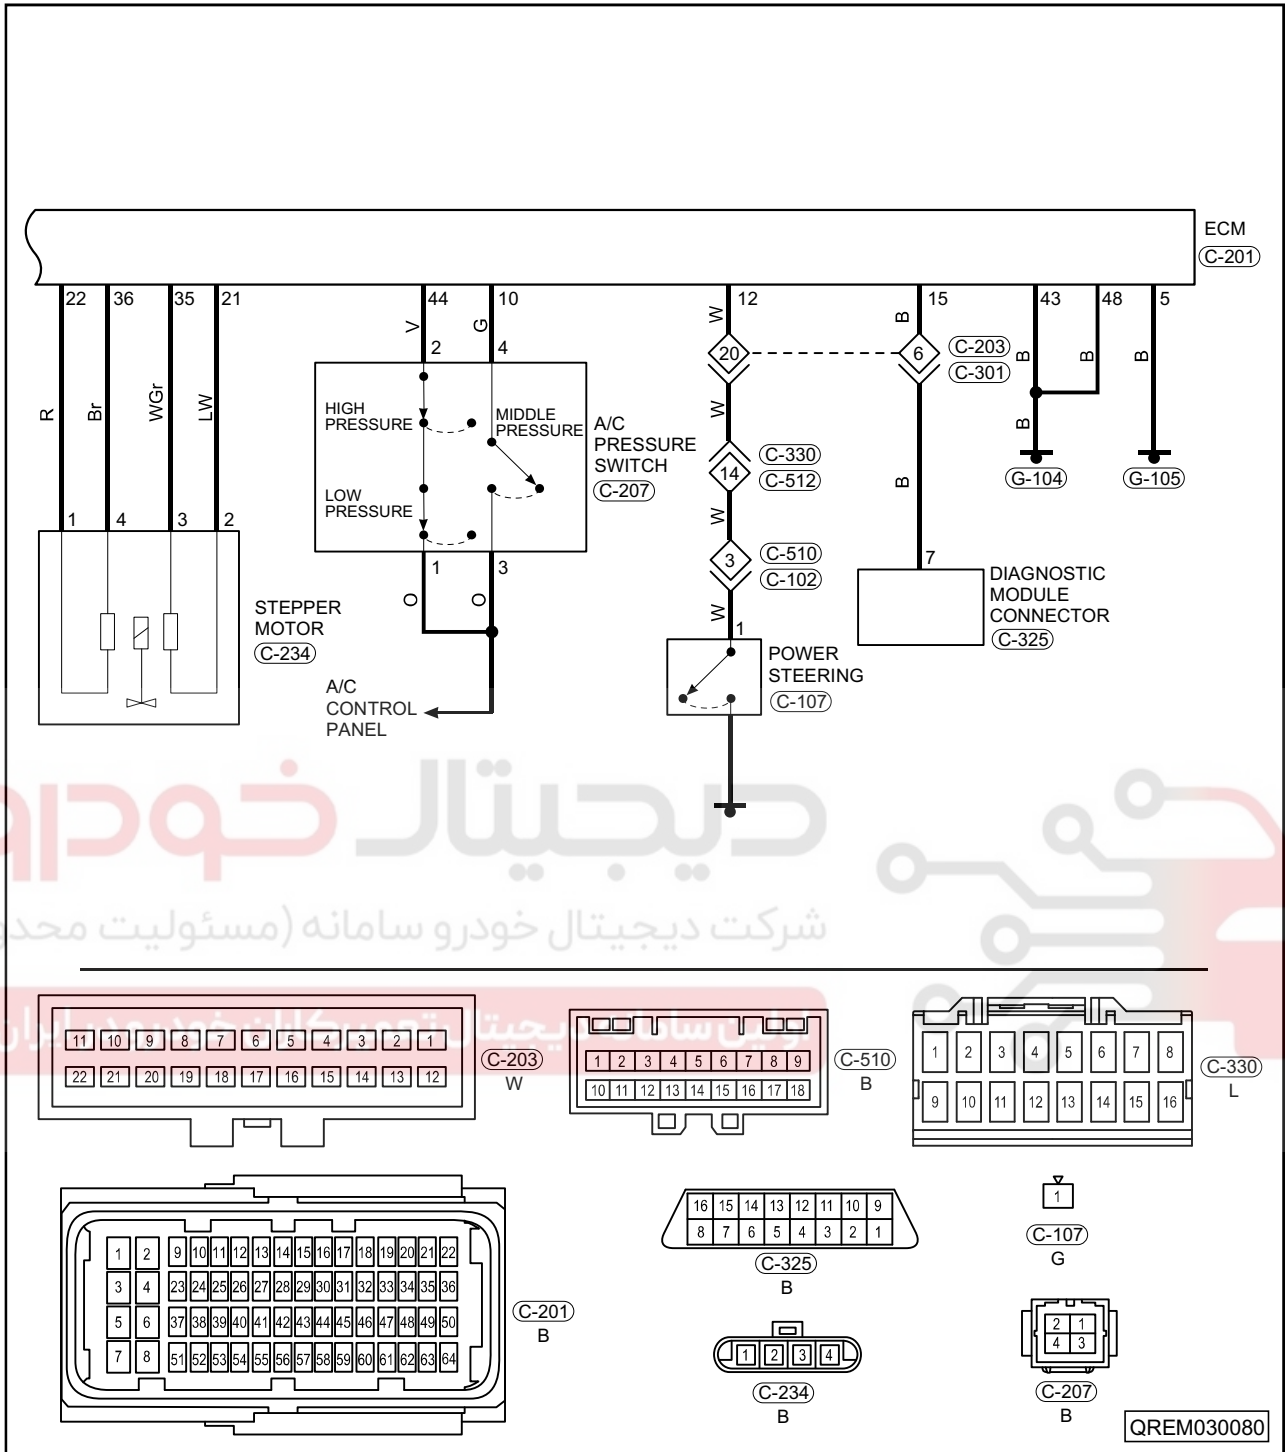 ECM
C-201
22 36 35 21 44 10 12 15 43 48 5
V G W B
2 4 20 6 C-203
C-301
R Br WGr LW W B B B B
HIGH
PRESSURE
MIDDLE
PRESSURE
A/C
PRESSURE
SWITCH
C-207
LOW
PRESSURE
14 C-330
C-512
B
B
G-104 G-105
W
1 4 3 2
1 3
O O
3 C-510
C-102
W
7
DIAGNOSTIC
MODULE
CONNECTOR
C-325
STEPPER
MOTOR
C-234
1
POWER
STEERING
C-107
A/C
CONTROL
PANEL
دیجیتال خودرو
شرکت دیجیتال خودرو سامانه (مسئولیت محدو
اولین سامانه دیجیتال تعمیرکاران خودرو در ایران
11 10 9 8 7 6 5 4 3 2 1
22 21 20 19 18 17 16 15 14 13 12
C-203
W
1 2 3 4 5 6 7 8 9
10 11 12 13 14 15 16 17 18
C-510
B
1 2 3 4 5 6 7 8
9 10 11 12 13 14 15 16
C-330
L
1 2 9 10 11 12 13 14 15 16 17 18 19 20 21 22
3 4 23 24 25 26 27 28 29 30 31 32 33 34 35 36
5 6 37 38 39 40 41 42 43 44 45 46 47 48 49 50
7 8 51 52 53 54 55 56 57 58 59 60 61 62 63 64
C-201
B
16 15 14 13 12 11 10 9
8 7 6 5 4 3 2 1
C-325
B
1
C-107
G
1 2 3 4
C-234
B
2 1
4 3
C-207
B
QREM030080